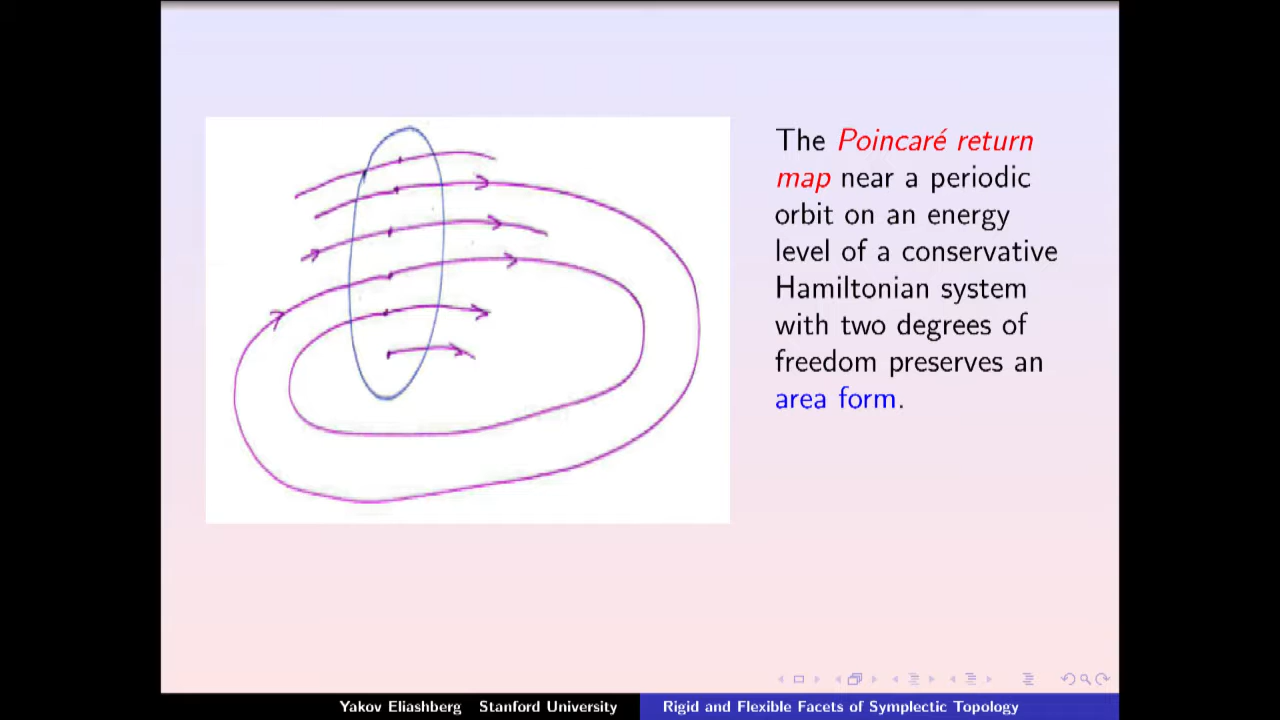 The Poincaré return
map near a periodic
orbit on an energy
level of a conservative
Hamiltonian system
with two degrees of
freedom preserves an
area form.
Yakov Eliashberg Stanford University Rigid and Flexible Facets of Symplectic Topology